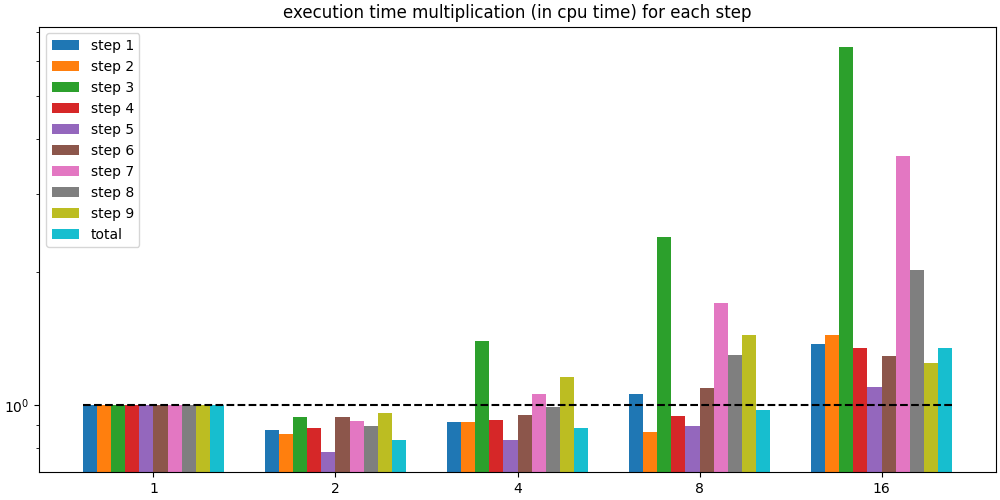 execution time multiplication (in cpu time) for each step
step 1
step 2
step 3
step 4
step 5
step 6
step 7
step 8
step 9
total
10⁰
1 2 4 8 16